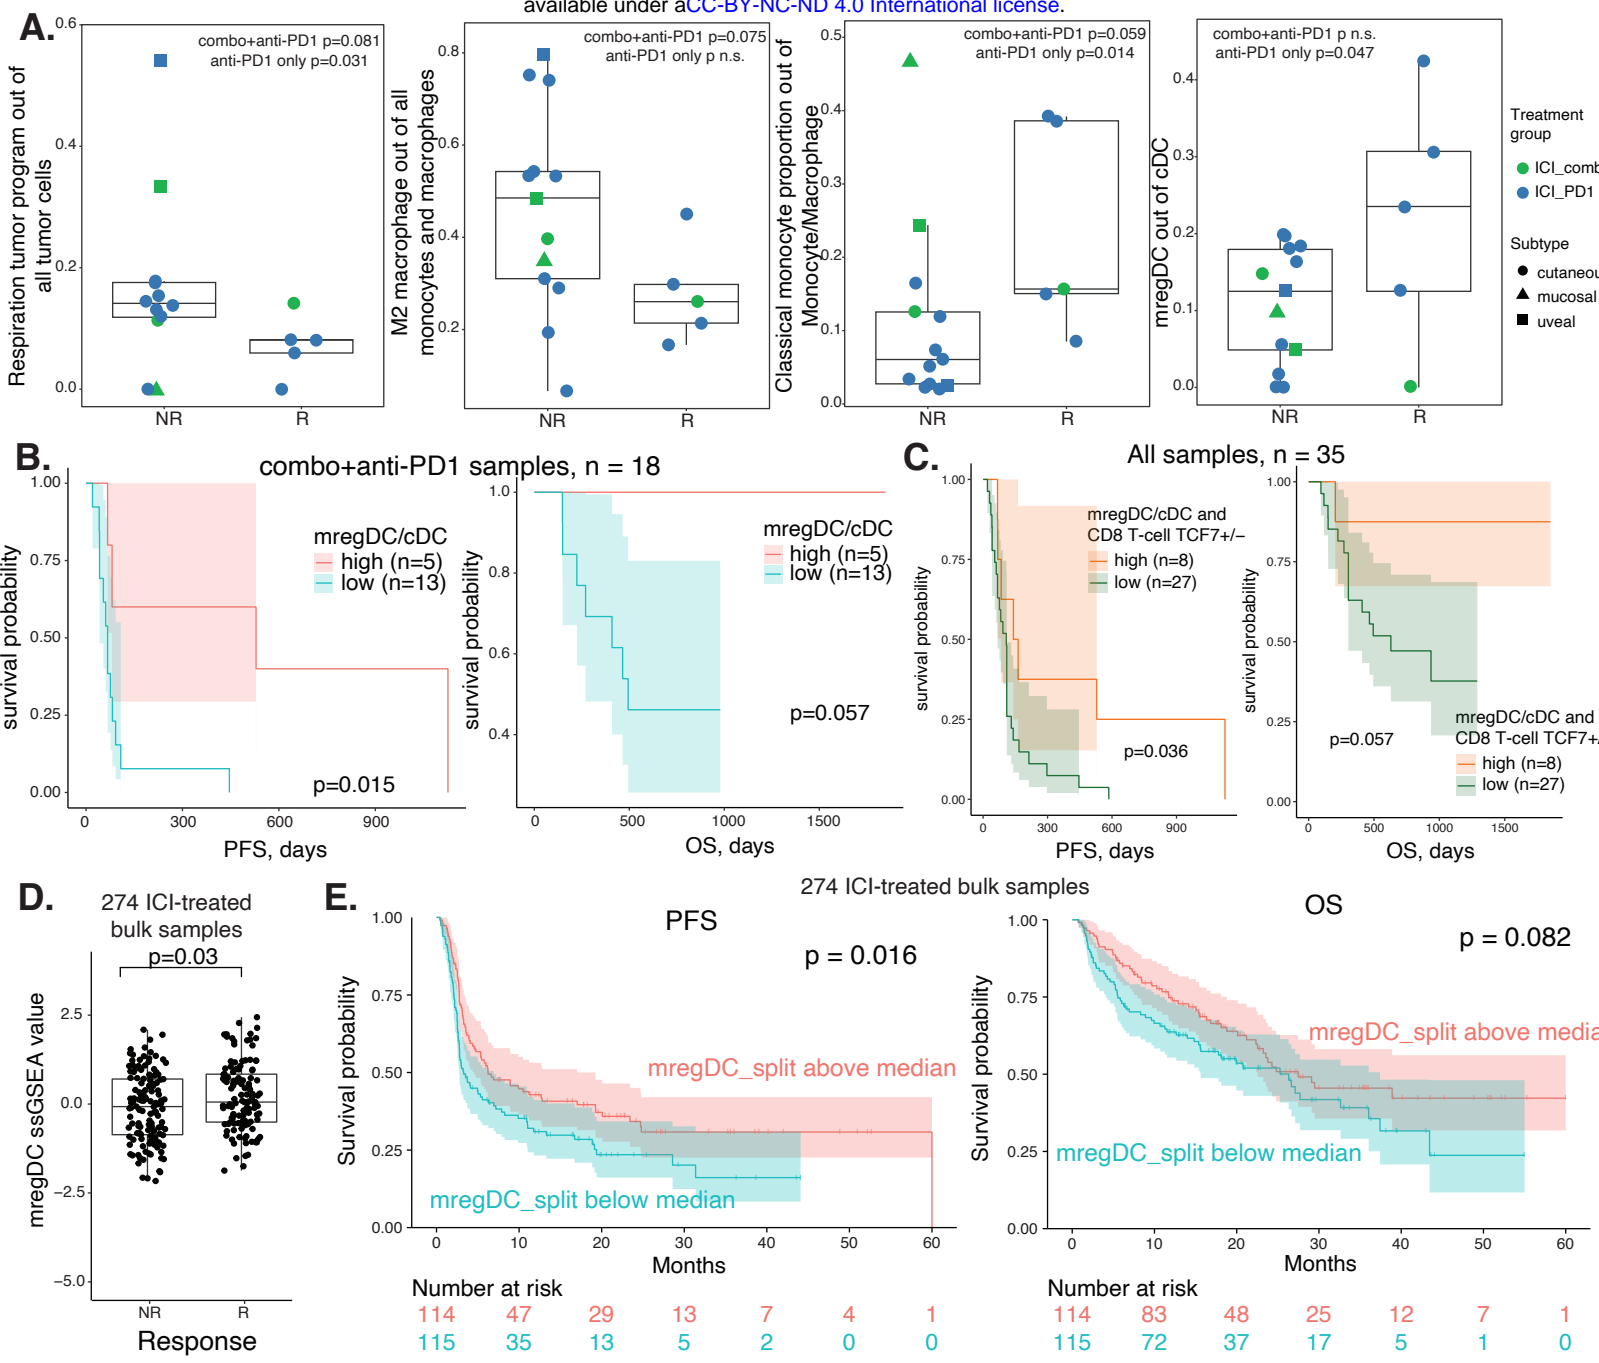 available under aCC-BY-NC-ND 4.0 International license.
A.
Respiration tumor program out of
all tumor cells
0.6
0.4
0.2
0.0
combo+anti-PD1 p=0.081
anti-PD1 only p=0.031
NR
R
M2 macrophage out of all
monocytes and macrophages
0.8
0.6
0.4
0.2
combo+anti-PD1 p=0.075
anti-PD1 only p n.s.
NR
R
Classical monocyte proportion out of
Monocyte/Macrophage
0.5
0.4
0.3
0.2
0.1
0.0
combo+anti-PD1 p=0.059
anti-PD1 only p=0.014
NR
R
mregDC out of cDC
0.4
0.3
0.2
0.1
0.0
combo+anti-PD1 p n.s.
anti-PD1 only p=0.047
NR
R
Treatment
group
ICI_comb
ICI_PD1
Subtype
cutaneou
mucosal
uveal
B.
combo+anti-PD1 samples, n = 18
survival probability
1.00
0.75
0.50
0.25
0.00
mregDC/cDC
high (n=5)
low (n=13)
p=0.015
0
300
600
900
PFS, days
survival probability
1.0
0.8
0.6
0.4
mregDC/cDC
high (n=5)
low (n=13)
p=0.057
0
500
1000
1500
OS, days
C.
All samples, n = 35
survival probability
1.00
0.75
0.50
0.25
0.00
mregDC/cDC and
CD8 T-cell TCF7+/−
high (n=8)
low (n=27)
p=0.036
0
300
600
900
PFS, days
survival probability
1.00
0.75
0.50
0.25
0.00
p=0.057
mregDC/cDC and
CD8 T-cell TCF7+/
high (n=8)
low (n=27)
0
500
1000
1500
OS, days
D.
274 ICI-treated
bulk samples
p=0.03
mregDC ssGSEA value
2.5
0.0
−2.5
−5.0
NR
R
Response
E.
274 ICI-treated bulk samples
PFS
p = 0.016
Survival probability
1.00
0.75
0.50
0.25
0.00
mregDC_split above median
mregDC_split below median
0
10
20
30
40
50
60
Months
Number at risk
114 47 29 13 7 4 1
115 35 13 5 2 0 0
OS
p = 0.082
Survival probability
1.00
0.75
0.50
0.25
0.00
mregDC_split above media
mregDC_split below median
0
10
20
30
40
50
60
Months
Number at risk
114 83 48 25 12 7 1
115 72 37 17 5 1 0